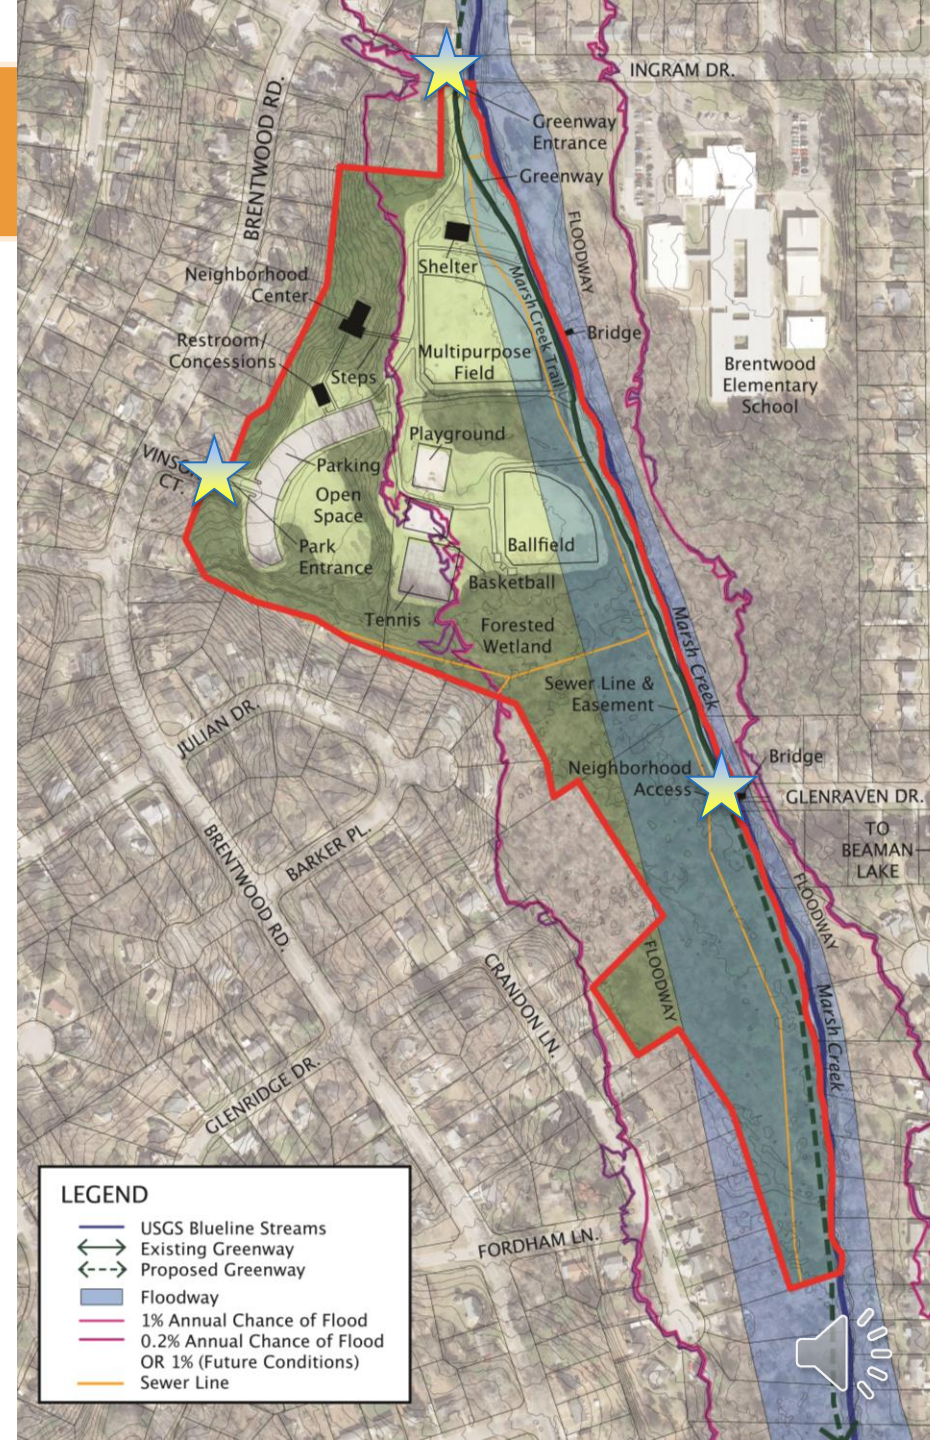 INGRAM DR.
BRENTWOOD RD.
Greenway
Entrance
Greenway
FLOODWAY
Shelter
Neighborhood
Center
Marsh Creek Trail
Bridge
Restroom/
Concessions
Multipurpose
Field
Steps
Brentwood
Elementary
School
Playground
CT.
Parking
Open
Space
Ballfield
Park
Entrance
Basketball
Tennis
Forested
Wetland
Marsh Creek
Sewer Line &
Easement
JULIAN DR.
Neighborhood
Access
Bridge
GLENRAVEN DR.
TO
BEAMAN
LAKE
BARKER PL.
BRENTWOOD RD.
FLOODWAY
FLOODWAY
CRANDON LN.
Marsh Creek
GLENRIDGE DR.
FORDHAM LN.
LEGEND
USGS Blueline Streams
Existing Greenway
Proposed Greenway
Floodway
1% Annual Chance of Flood
0.2% Annual Chance of Flood
OR 1% (Future Conditions)
Sewer Line